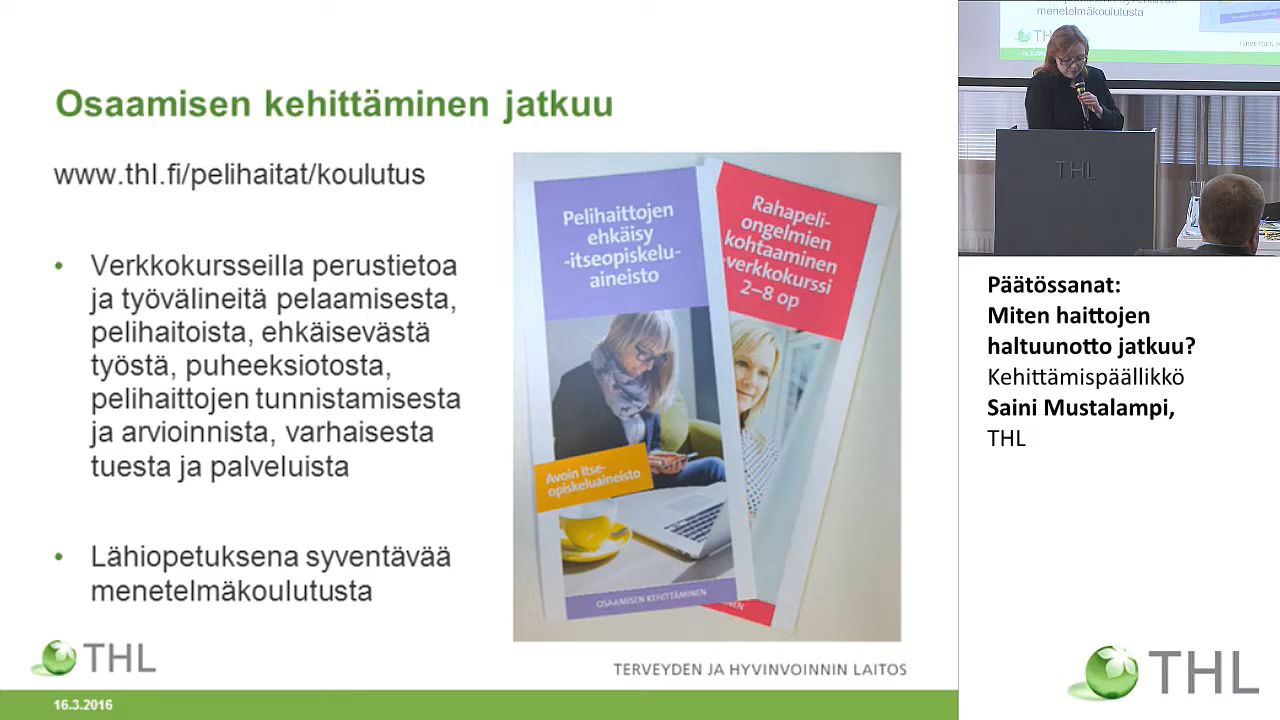 Osaamisen kehittäminen jatkuu
www.thl.fi/pelihaitat/koulutus
• Verkkokursseilla perustietoa
ja työvälineitä pelaamisesta,
pelihaitoista, ehkäisevästä
työstä, puheeksiotosta,
pelihaittojen tunnistamisesta
ja arvioinnista, varhaisesta
tuesta ja palveluista
• Lähiopetuksena syventävää
menetelmäkoulutusta
Pelihaittojen
ehkäisy
-itseopiskelu-
aineisto
Avoin itse-
opiskeluaineisto
OSAAMISEN KEHITTÄMINEN
Rahapeli-
ongelmien
kohtaaminen
-verkkokurssi
2–8 op
THL
TERVEYDEN JA HYVINVOINNIN LAITOS
16.3.2016
menetelmäkoulutusta
THL
Päätössanat:
Miten haittojen
haltuunotto jatkuu?
Kehittämispäällikkö
Saini Mustalampi,
THL
THL